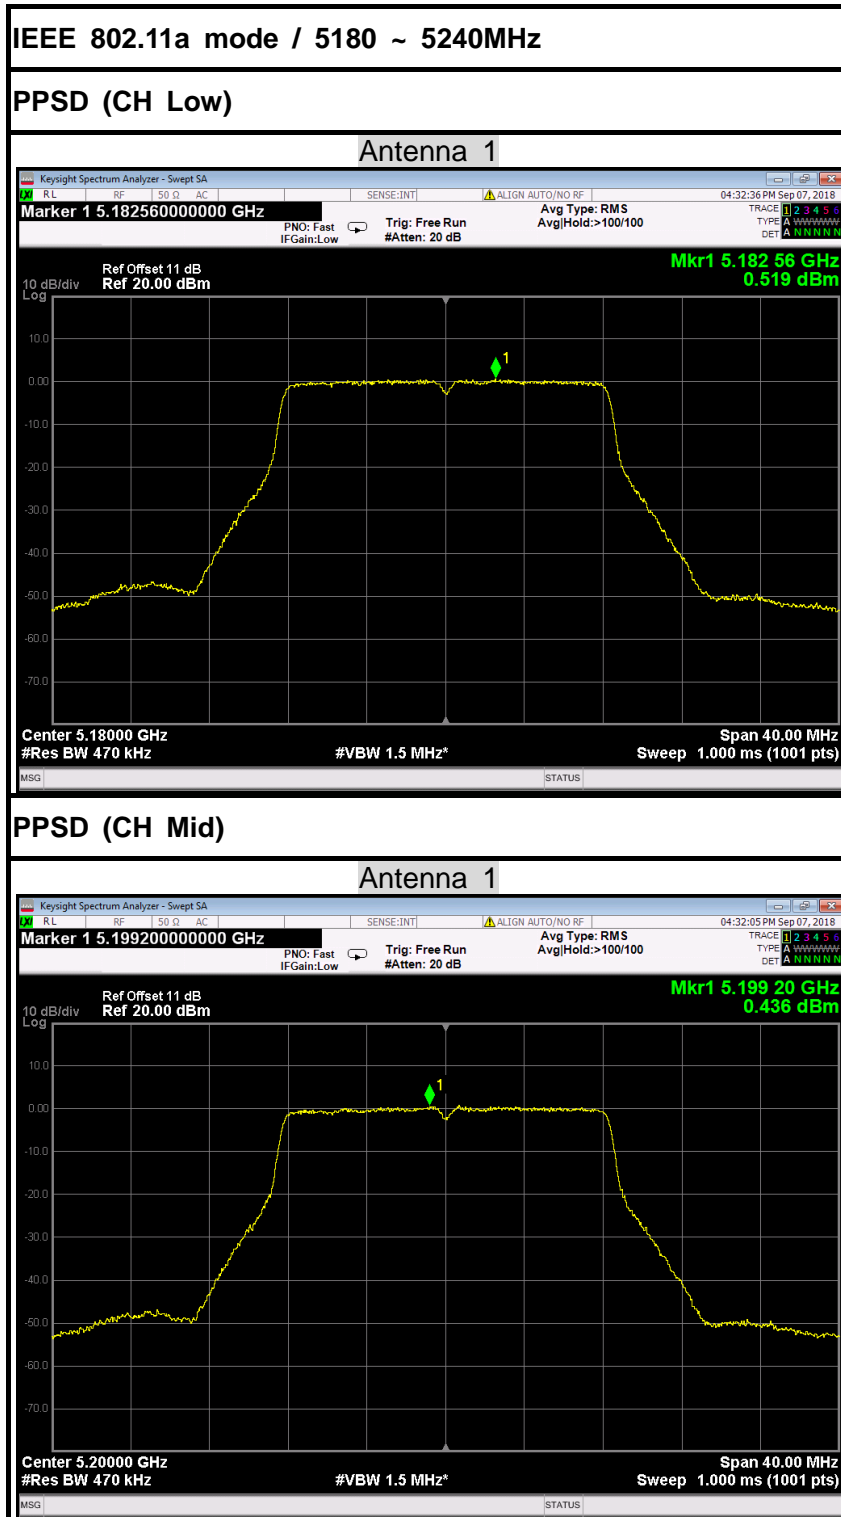 IEEE 802.11a mode / 5180 ~ 5240MHz
PPSD (CH Low)
Antenna 1
Keysight Spectrum Analyzer - Swept SA
LXI RL RF 50 Ω AC SENSE:INT ALIGN AUTO/NO RF 04:32:36 PM Sep 07, 2018
Marker 1 5.182560000000 GHz
PNO: Fast
IFGain:Low
Trig: Free Run
#Atten: 20 dB
Avg Type: RMS
Avg|Hold:>100/100
TRACE 1 2 3 4 5 6
TYPE A WWWWW
DET A N N N N N
Mkr1 5.182 56 GHz
0.519 dBm
Ref Offset 11 dB
10 dB/div Ref 20.00 dBm
Log
1
10.0
0.00
-10.0
-20.0
-30.0
-40.0
-50.0
-60.0
-70.0
Center 5.18000 GHz Span 40.00 MHz
#Res BW 470 kHz #VBW 1.5 MHz* Sweep 1.000 ms (1001 pts)
MSG STATUS
PPSD (CH Mid)
Antenna 1
Keysight Spectrum Analyzer - Swept SA
LXI RL RF 50 Ω AC SENSE:INT ALIGN AUTO/NO RF 04:32:05 PM Sep 07, 2018
Marker 1 5.199200000000 GHz
PNO: Fast
IFGain:Low
Trig: Free Run
#Atten: 20 dB
Avg Type: RMS
Avg|Hold:>100/100
TRACE 1 2 3 4 5 6
TYPE A WWWWW
DET A N N N N N
Mkr1 5.199 20 GHz
0.436 dBm
Ref Offset 11 dB
10 dB/div Ref 20.00 dBm
Log
1
10.0
0.00
-10.0
-20.0
-30.0
-40.0
-50.0
-60.0
-70.0
Center 5.20000 GHz Span 40.00 MHz
#Res BW 470 kHz #VBW 1.5 MHz* Sweep 1.000 ms (1001 pts)
MSG STATUS